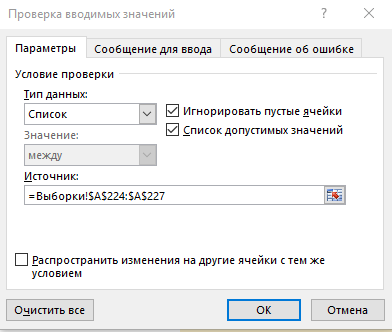 Проверка вводимых значений ? ×
Параметры Сообщение для ввода Сообщение об ошибке
Условие проверки
Тип данных:
Список
Игнорировать пустые ячейки
Список допустимых значений
Значение:
между
Источник:
=Выборки!$A$224:$A$227
Распространить изменения на другие ячейки с тем же
условием
Очистить все ОК Отмена